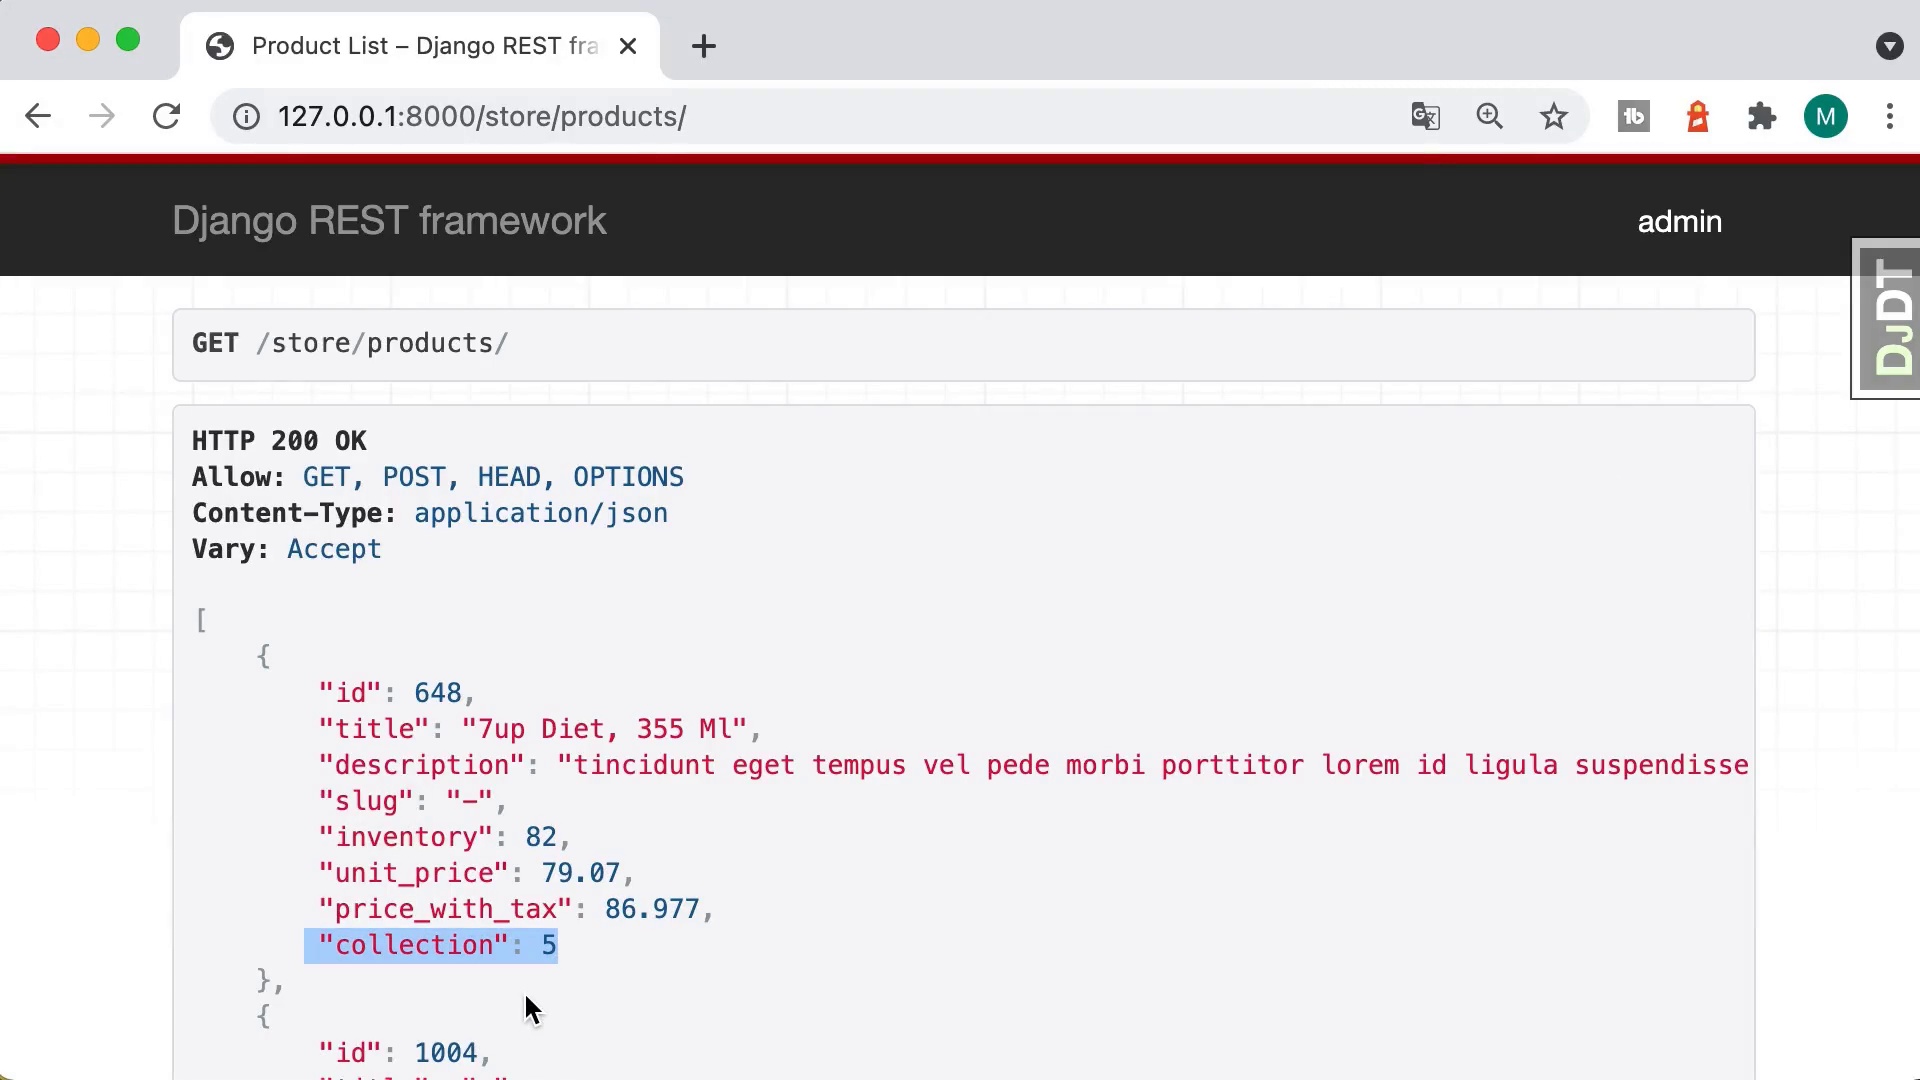 Product List – Django REST fra
127.0.0.1:8000/store/products/
M
Django REST framework
admin
DJDT
GET /store/products/
HTTP 200 OK
Allow: GET, POST, HEAD, OPTIONS
Content-Type: application/json
Vary: Accept
[
{
"id": 648,
"title": "7up Diet, 355 Ml",
"description": "tincidunt eget tempus vel pede morbi porttitor lorem id ligula suspendisse
"slug": "-",
"inventory": 82,
"unit_price": 79.07,
"price_with_tax": 86.977,
"collection": 5
},
{
"id": 1004,